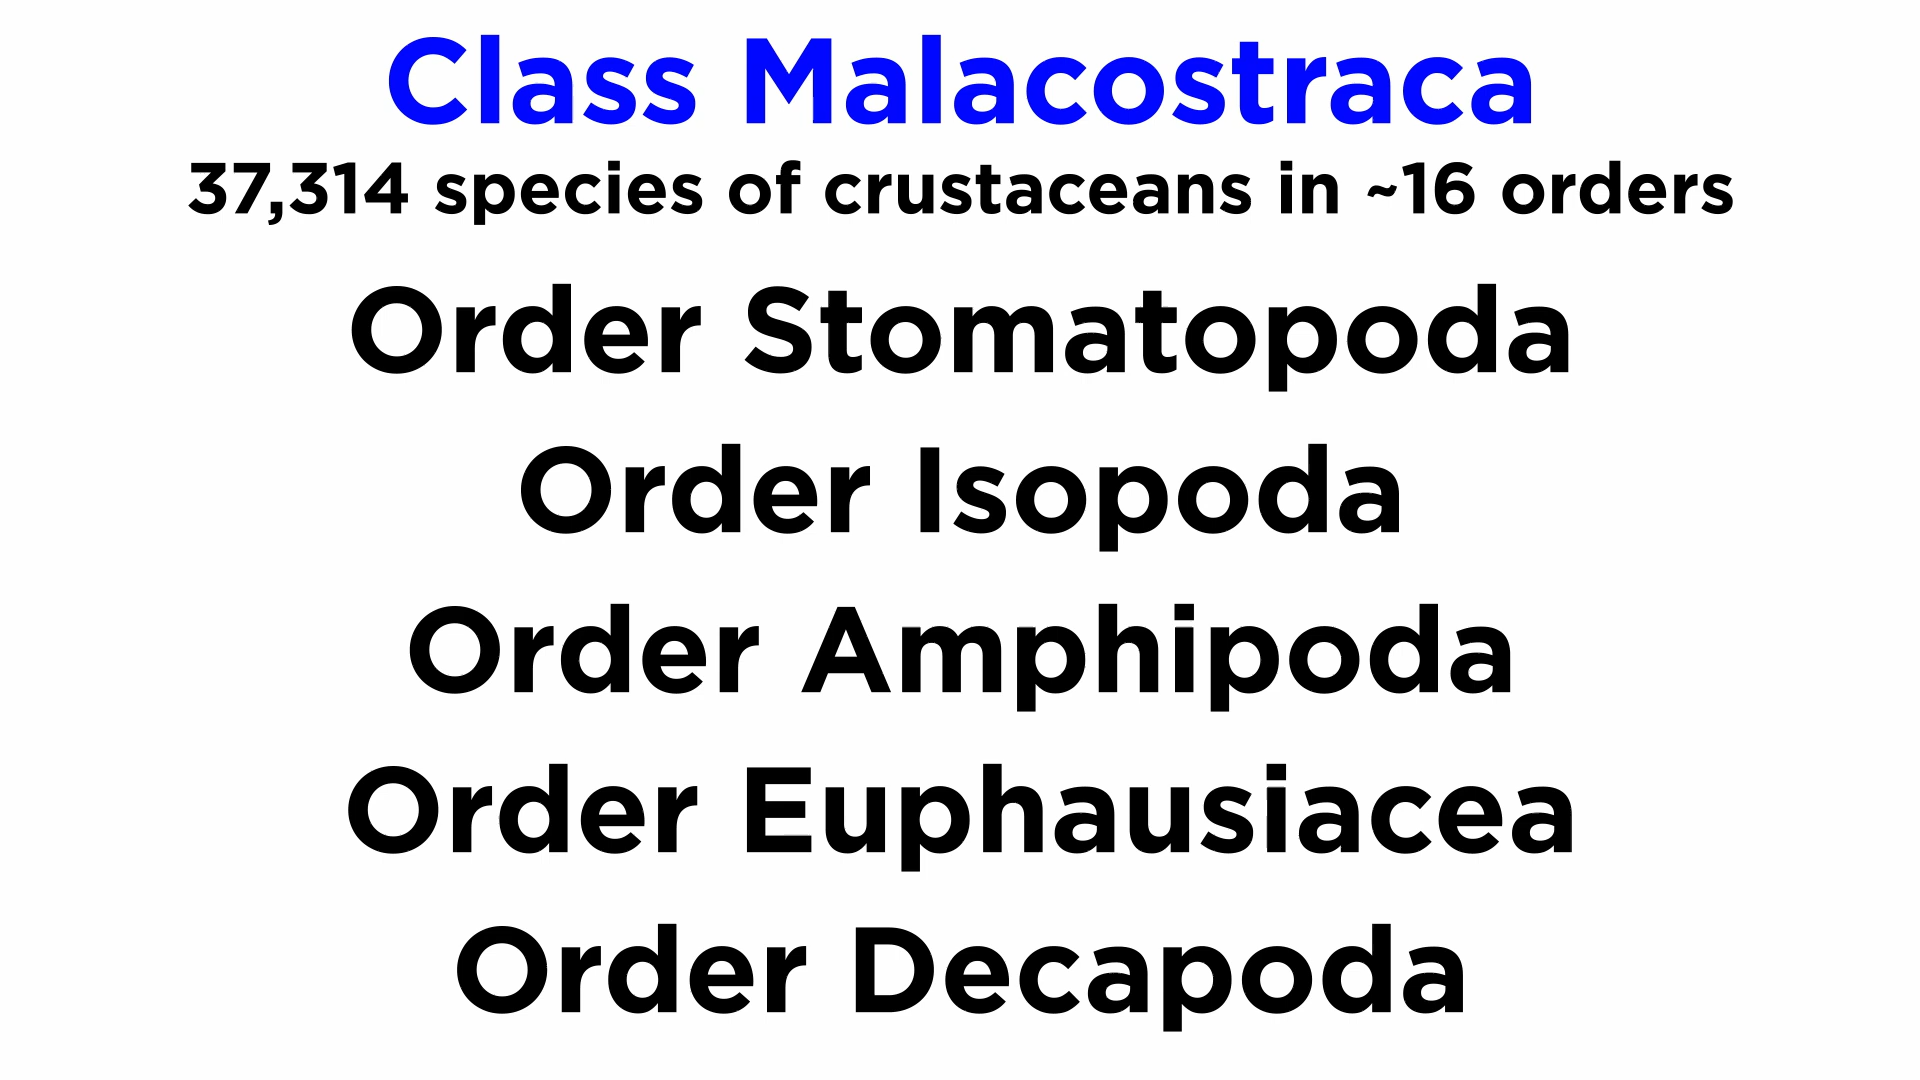 Class Malacostraca
37,314 species of crustaceans in ~16 orders
Order Stomatopoda
Order Isopoda
Order Amphipoda
Order Euphausiacea
Order Decapoda